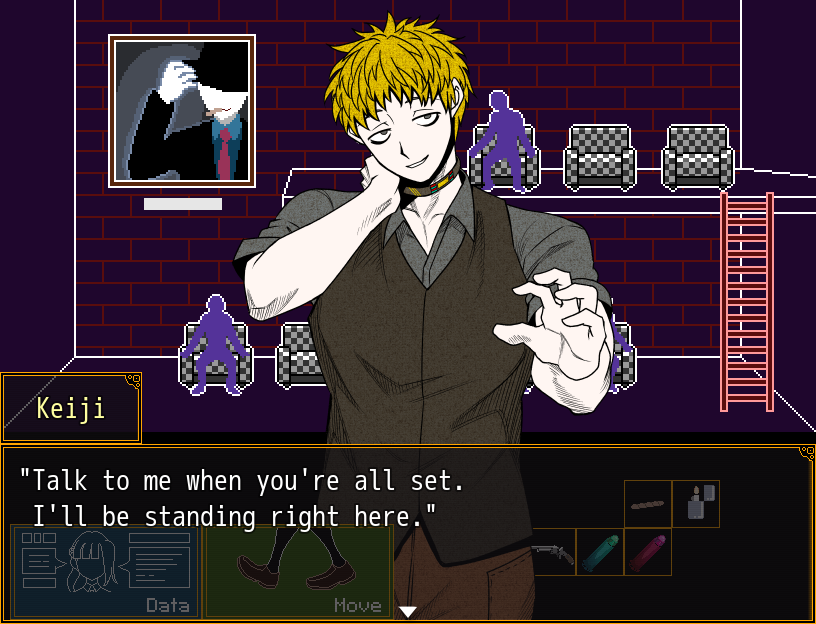 Keiji
"Talk to me when you're all set.
I'll be standing right here."
Data
Move